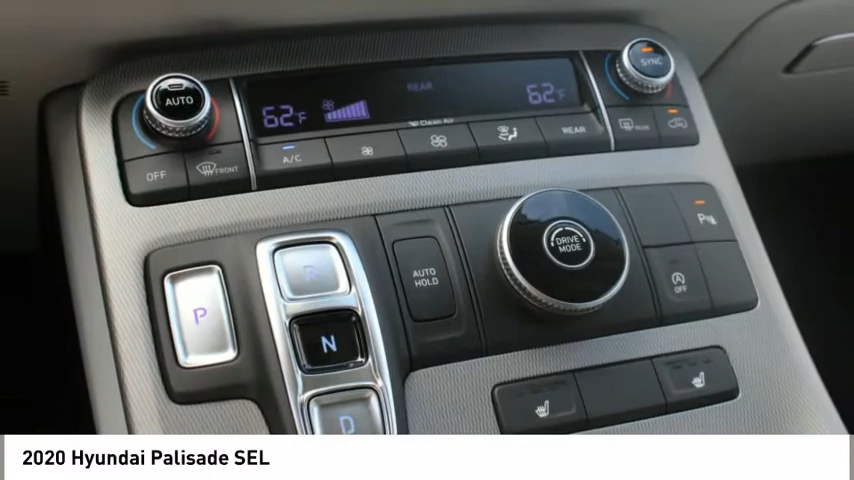 AUTO
62°F
REAR
62°F
SYNC
Clean Air
OFF
FRONT
A/C
REAR
REAR
P
R
N
D
AUTO
HOLD
DRIVE
MODE
P
A
OFF
2020 Hyundai Palisade SEL